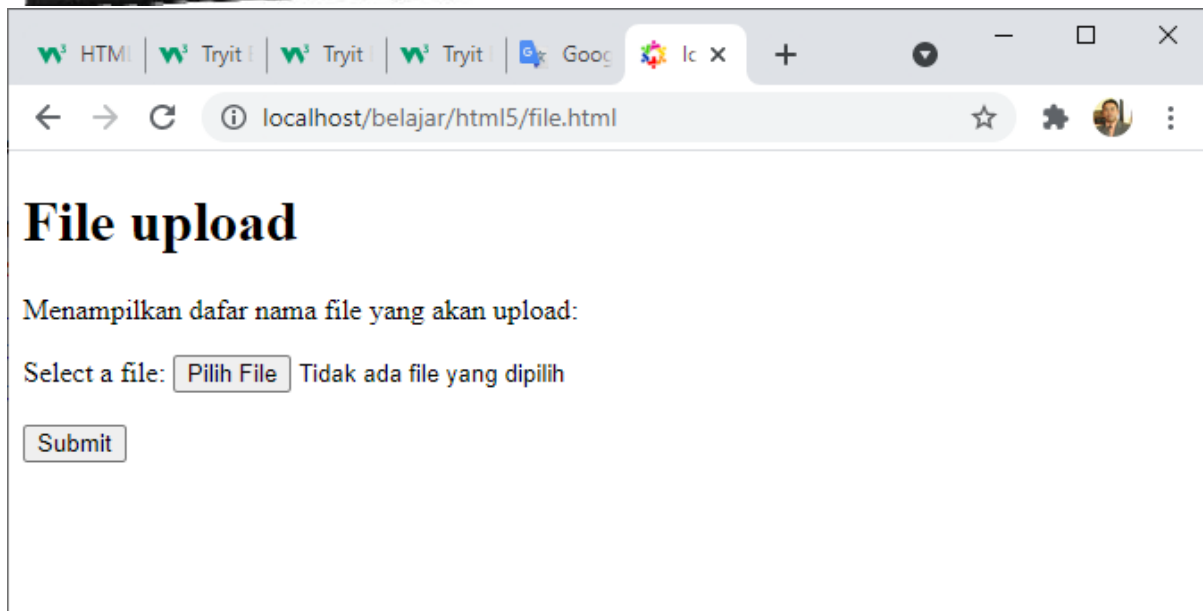 HTMl Tryit Tryit Tryit Goog lc
localhost/belajar/html5/file.html
File upload
Menampilkan dafar nama file yang akan upload:
Select a file: Pilih File Tidak ada file yang dipilih
Submit